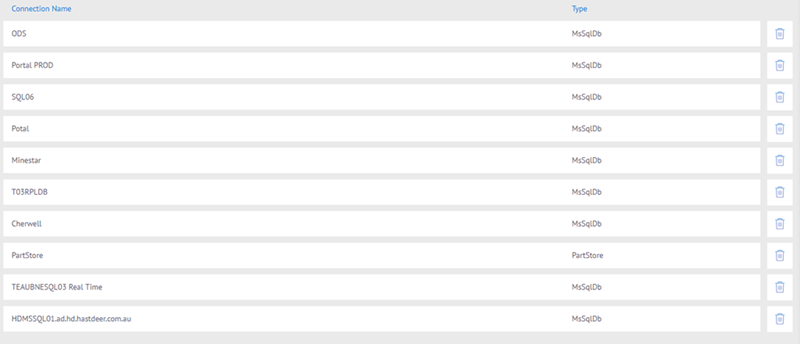 Connection Name Type
ODS MsSqlDb
Portal PROD MsSqlDb
SQL06 MsSqlDb
Potal MsSqlDb
Minestar MsSqlDb
T03RPLDB MsSqlDb
Cherwell MsSqlDb
PartStore PartStore
TEAUBNESQL03 Real Time MsSqlDb
HDMSSQL01.ad.hd.hastdeer.com.au MsSqlDb